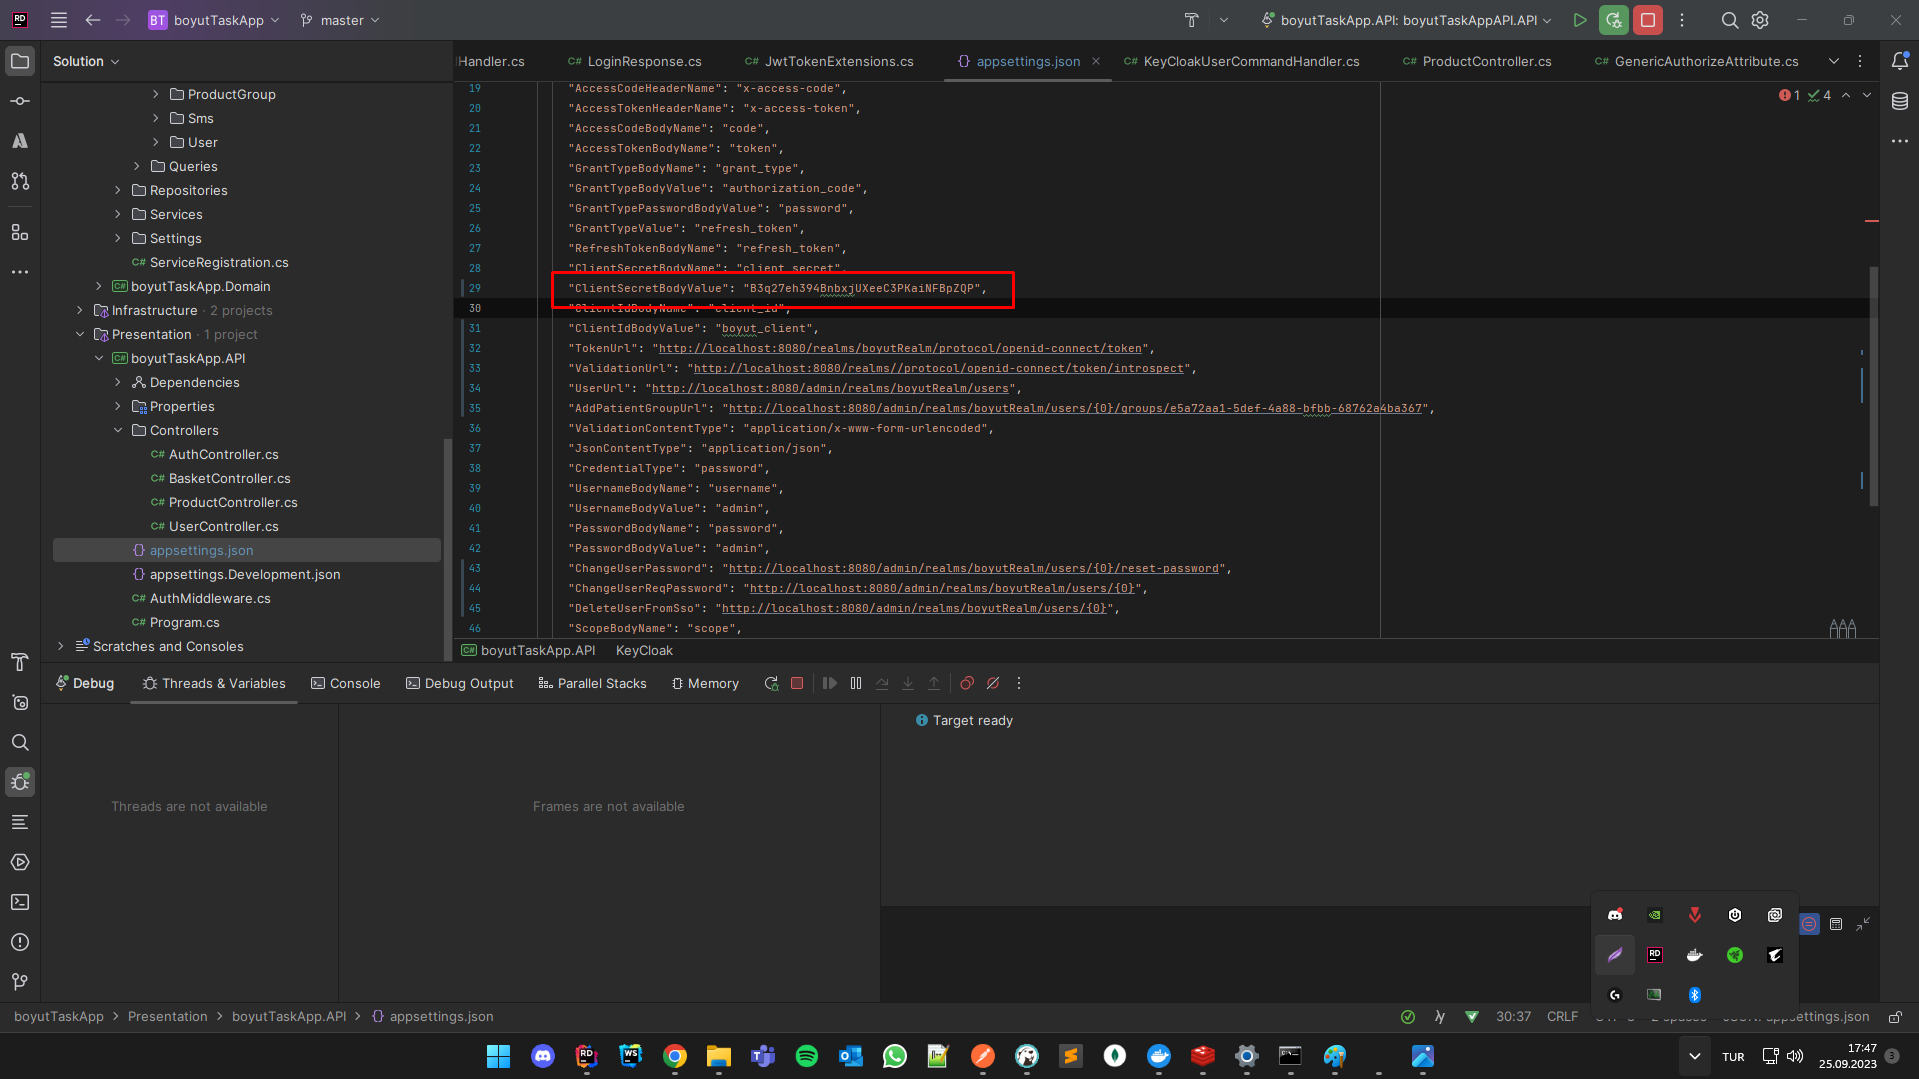 boyutTaskApp
master
boyutTaskApp.API: boyutTaskAppAPI.API
Solution
Handler.cs
LoginResponse.cs
JwtTokenExtensions.cs
appsettings.json
KeyCloakUserCommandHandler.cs
ProductController.cs
GenericAuthorizeAttribute.cs
ProductGroup
Sms
User
Queries
Repositories
Services
Settings
ServiceRegistration.cs
boyutTaskApp.Domain
Infrastructure · 2 projects
Presentation · 1 project
boyutTaskApp.API
Dependencies
Properties
Controllers
AuthController.cs
BasketController.cs
ProductController.cs
UserController.cs
appsettings.json
appsettings.Development.json
AuthMiddleware.cs
Program.cs
Scratches and Consoles
19 "AccessCodeHeaderName": "x-access-code",
20 "AccessTokenHeaderName": "x-access-token",
21 "AccessCodeBodyName": "code",
22 "AccessTokenBodyName": "token",
23 "GrantTypeBodyName": "grant_type",
24 "GrantTypeBodyValue": "authorization_code",
25 "GrantTypePasswordBodyValue": "password",
26 "GrantTypeValue": "refresh_token",
27 "RefreshTokenBodyName": "refresh_token",
28 "ClientSecretBodyName": "client_secret",
29 "ClientSecretBodyValue": "B3q27eh394BnbxjUXeeC3PKaiNFBpZQP",
30 "ClientIdBodyName": "client_id",
31 "ClientIdBodyValue": "boyut_client",
32 "TokenUrl": "http://localhost:8080/realms/boyutRealm/protocol/openid-connect/token",
33 "ValidationUrl": "http://localhost:8080/realms//protocol/openid-connect/token/introspect",
34 "UserUrl": "http://localhost:8080/admin/realms/boyutRealm/users",
35 "AddPatientGroupUrl": "http://localhost:8080/admin/realms/boyutRealm/users/{0}/groups/e5a72aa1-5def-4a88-bfbb-68762a4ba367",
36 "ValidationContentType": "application/x-www-form-urlencoded",
37 "JsonContentType": "application/json",
38 "CredentialType": "password",
39 "UsernameBodyName": "username",
40 "UsernameBodyValue": "admin",
41 "PasswordBodyName": "password",
42 "PasswordBodyValue": "admin",
43 "ChangeUserPassword": "http://localhost:8080/admin/realms/boyutRealm/users/{0}/reset-password",
44 "ChangeUserReqPassword": "http://localhost:8080/admin/realms/boyutRealm/users/{0}",
45 "DeleteUserFromSso": "http://localhost:8080/admin/realms/boyutRealm/users/{0}",
46 "ScopeBodyName": "scope",
1 4
boyutTaskApp.API KeyCloak
Debug
Threads & Variables
Console
Debug Output
Parallel Stacks
Memory
Target ready
Threads are not available
Frames are not available
boyutTaskApp > Presentation > boyutTaskApp.API > appsettings.json
30:37 CRLF
TUR
17:47
25.09.2023
3